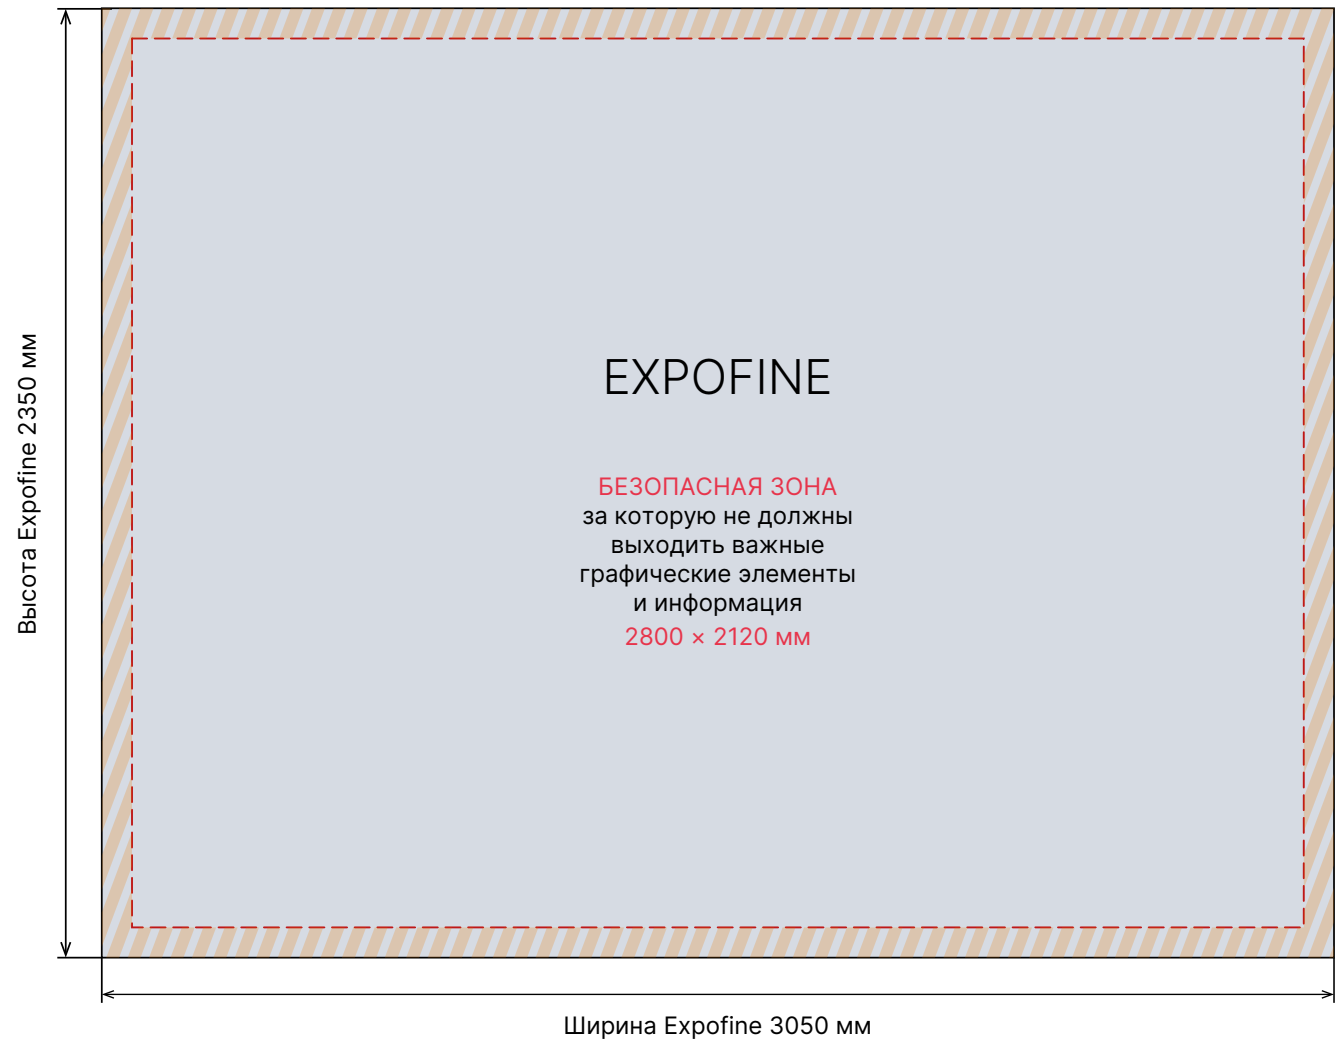 EXPOFINE
БЕЗОПАСНАЯ ЗОНА
за которую не должны
выходить важные
графические элементы
и информация
2800 × 2120 мм
Высота Expofine 2350 мм
Ширина Expofine 3050 мм